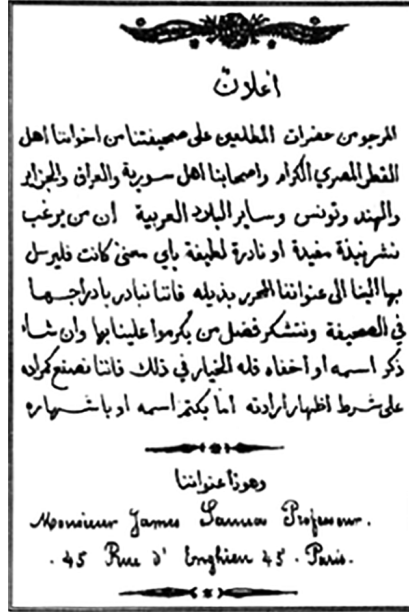 اعلان
المرجو من حضرات المطلعين على صحيفتنا من اخواننا اهل
القطر المصري الكرام واصحابنا اهل سورية والعراق والجزاير
والهند وتونس وساير البلاد العربية ان من يرغب
نشر نبذة مفيدة او نادرة لطيفة باي معنى كانت فليرسل
بها الينا الى عنواننا المحرر بذيله فاننا نبادر بادراجها
في الصحيفة ونتشكر فضل من يكرموا علينا بها وان شاء
ذكر اسمه او أخفاه فله الخيار في ذلك فاننا نصنع كمراده
على شرط اظهار ارادته أما بكتم اسمه او باشهاره
وهوذا عنواننا
Monsieur James Sanua Professeur.
. 45 Rue d' Enghien 45 . Paris.